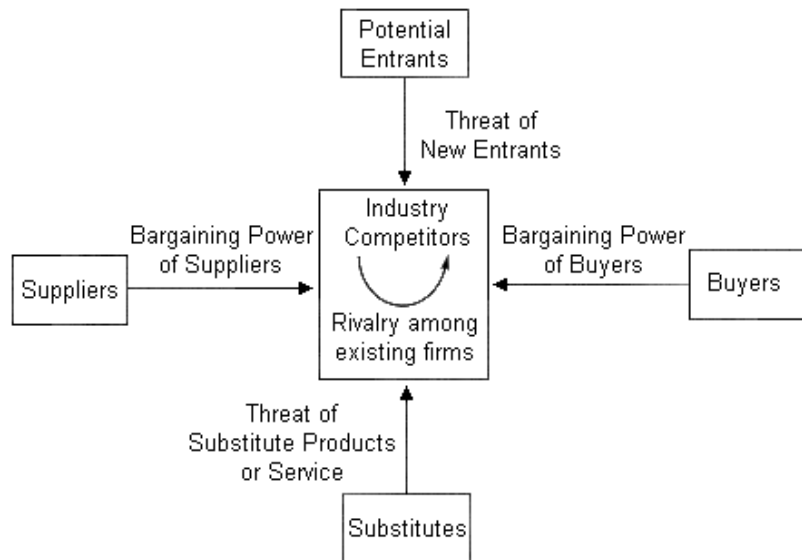 Potential
Entrants
Threat of
New Entrants
Industry
Competitors
Bargaining Power
of Suppliers
Bargaining Power
of Buyers
Suppliers
Buyers
Rivalry among
existing firms
Threat of
Substitute Products
or Service
Substitutes